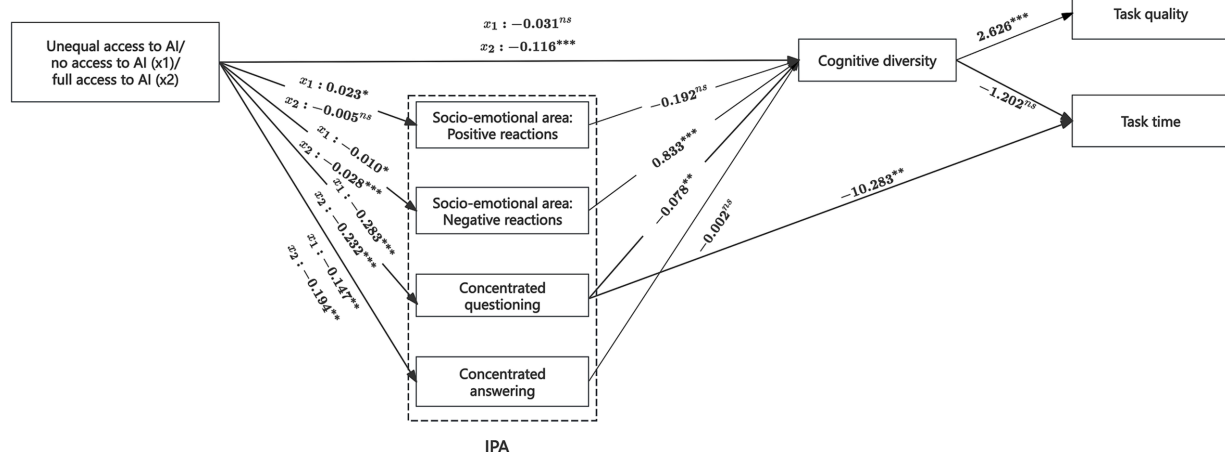 Unequal access to AI/
no access to AI (x1)/
full access to AI (x2)
x₁ : −0.031ⁿˢ
x₂ : −0.116***
Cognitive diversity
Task quality
Task time
2.626***
−1.202ⁿˢ
x₁ : 0.023*
x₂ : −0.005ⁿˢ
Socio-emotional area:
Positive reactions
−0.192ⁿˢ
x₁ : −0.010*
x₂ : −0.028***
Socio-emotional area:
Negative reactions
0.833***
x₁ : −0.283***
x₂ : −0.232***
Concentrated
questioning
−0.078**
−10.283**
x₁ : −0.147**
x₂ : −0.194**
Concentrated
answering
−0.002ⁿˢ
IPA